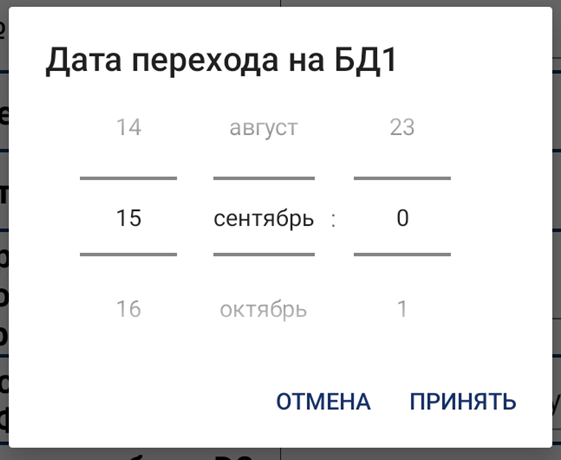 Дата перехода на БД1
14 август 23
15 сентябрь : 0
16 октябрь 1
ОТМЕНА ПРИНЯТЬ